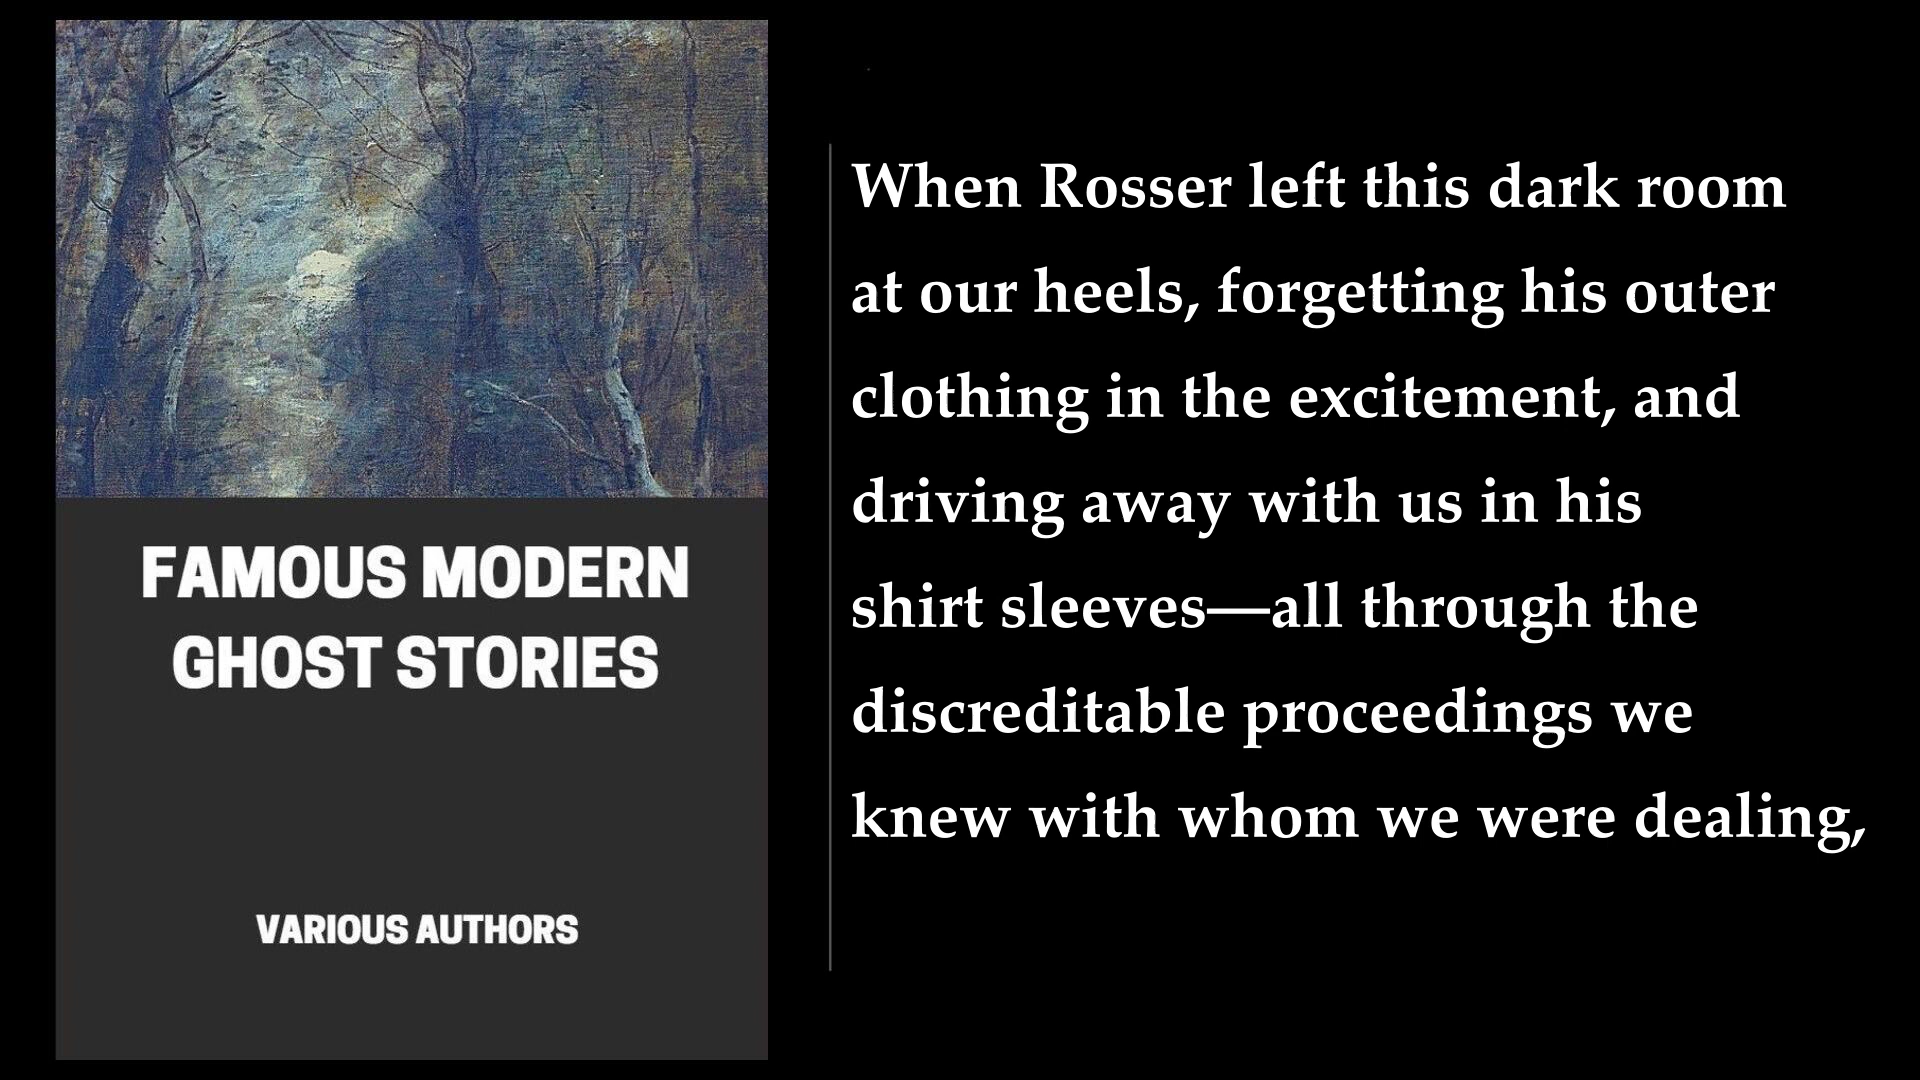 FAMOUS MODERN
GHOST STORIES
VARIOUS AUTHORS
When Rosser left this dark room
at our heels, forgetting his outer
clothing in the excitement, and
driving away with us in his
shirt sleeves—all through the
discreditable proceedings we
knew with whom we were dealing,